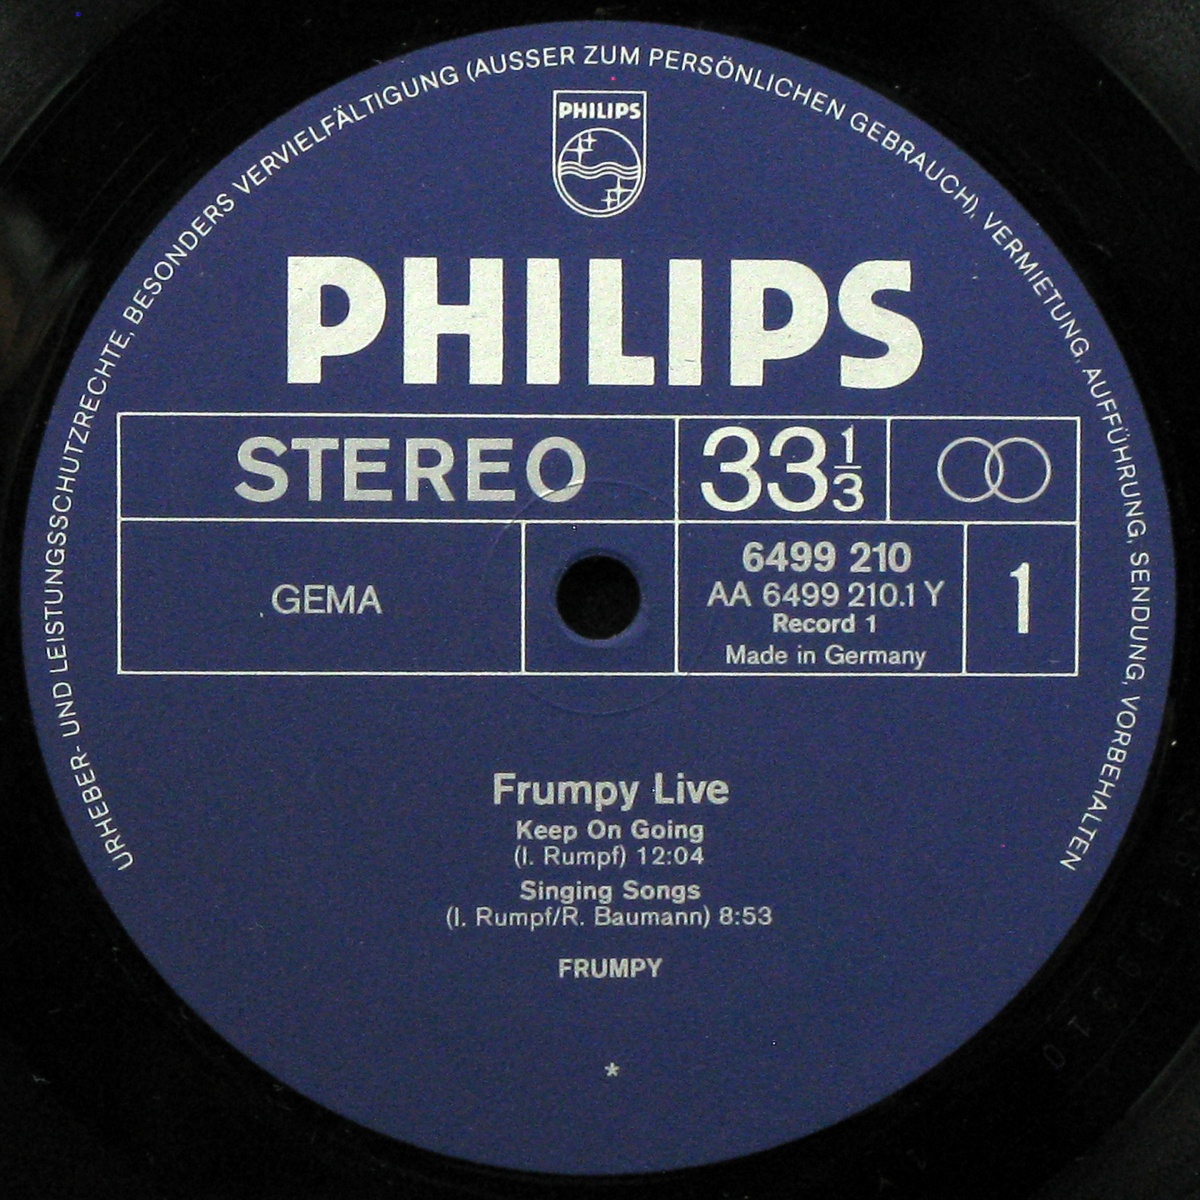 URHEBER- UND LEISTUNGSSCHUTZRECHTE, BESONDERS VERVIELFÄLTIGUNG (AUSSER ZUM PERSÖNLICHEN GEBRAUCH), VERMIETUNG, AUFFÜHRUNG, SENDUNG, VORBEHALTEN
PHILIPS
PHILIPS
STEREO
33 1/3
GEMA
6499 210
AA 6499 210.1 Y
Record 1
Made in Germany
1
Frumpy Live
Keep On Going
(I. Rumpf) 12:04
Singing Songs
(I. Rumpf/R. Baumann) 8:53
FRUMPY
*